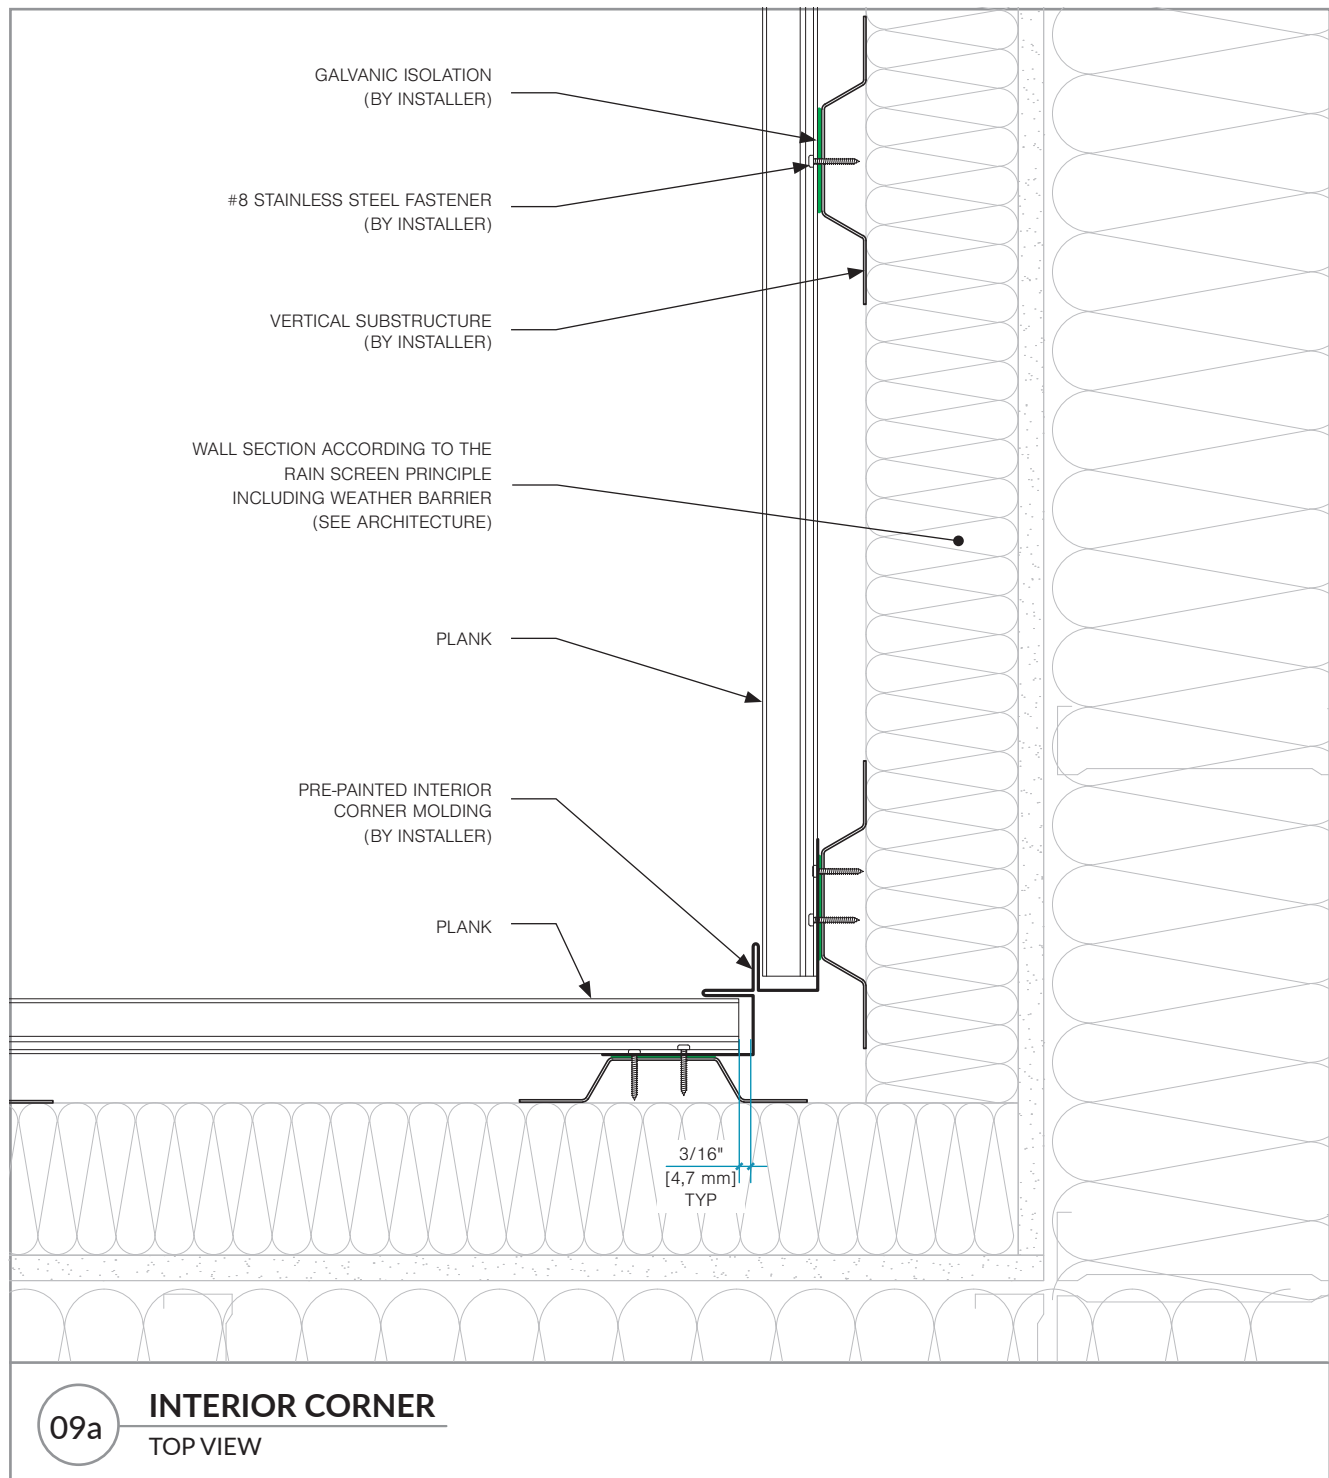 GALVANIC ISOLATION
(BY INSTALLER)
#8 STAINLESS STEEL FASTENER
(BY INSTALLER)
VERTICAL SUBSTRUCTURE
(BY INSTALLER)
WALL SECTION ACCORDING TO THE
RAIN SCREEN PRINCIPLE
INCLUDING WEATHER BARRIER
(SEE ARCHITECTURE)
PLANK
PRE-PAINTED INTERIOR
CORNER MOLDING
(BY INSTALLER)
PLANK
3/16"
[4,7 mm]
TYP
09a
INTERIOR CORNER
TOP VIEW